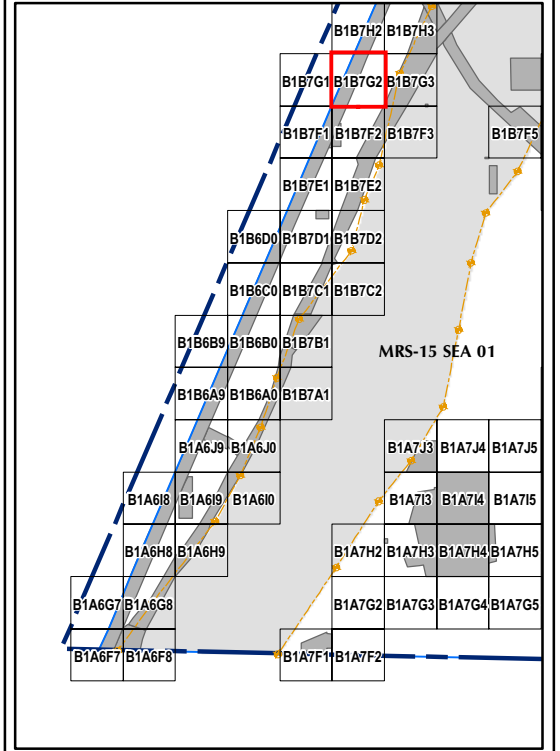 B1B7H2 B1B7H3
B1B7G1 B1B7G2 B1B7G3
B1B7F1 B1B7F2 B1B7F3 B1B7F5
B1B7E1 B1B7E2
B1B6D0 B1B7D1 B1B7D2
B1B6C0 B1B7C1 B1B7C2
B1B6B9 B1B6B0 B1B7B1
MRS-15 SEA 01
B1B6A9 B1B6A0 B1B7A1
B1A6J9 B1A6J0 B1A7J3 B1A7J4 B1A7J5
B1A6I8 B1A6I9 B1A6I0 B1A7I3 B1A7I4 B1A7I5
B1A6H8 B1A6H9 B1A7H2 B1A7H3 B1A7H4 B1A7H5
B1A6G7 B1A6G8 B1A7G2 B1A7G3 B1A7G4 B1A7G5
B1A6F7 B1A6F8 B1A7F1 B1A7F2